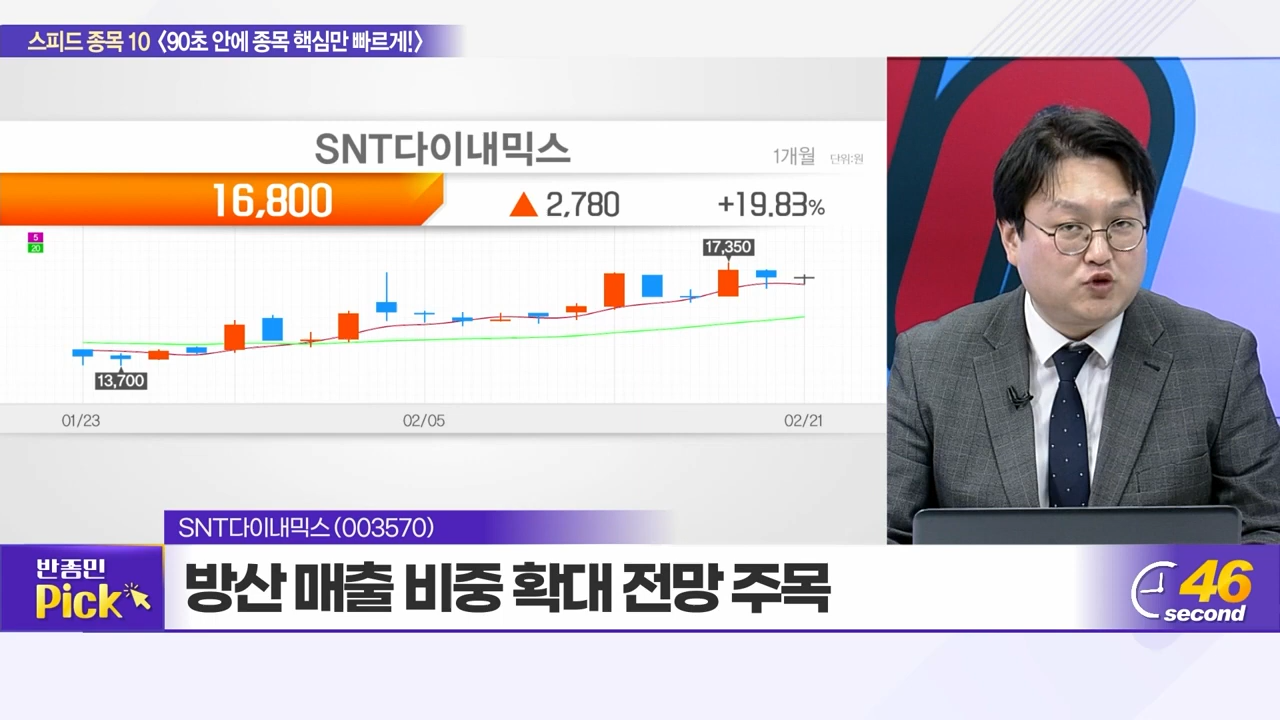 스피드 종목 10 〈90초 안에 종목 핵심만 빠르게!〉
SNT다이내믹스
1개월 단위:원
16,800 ▲ 2,780 +19.83%
5
20
17,350
13,700
01/23 02/05 02/21
SNT다이내믹스(003570)
반종민
Pick
방산 매출 비중 확대 전망 주목
46
second